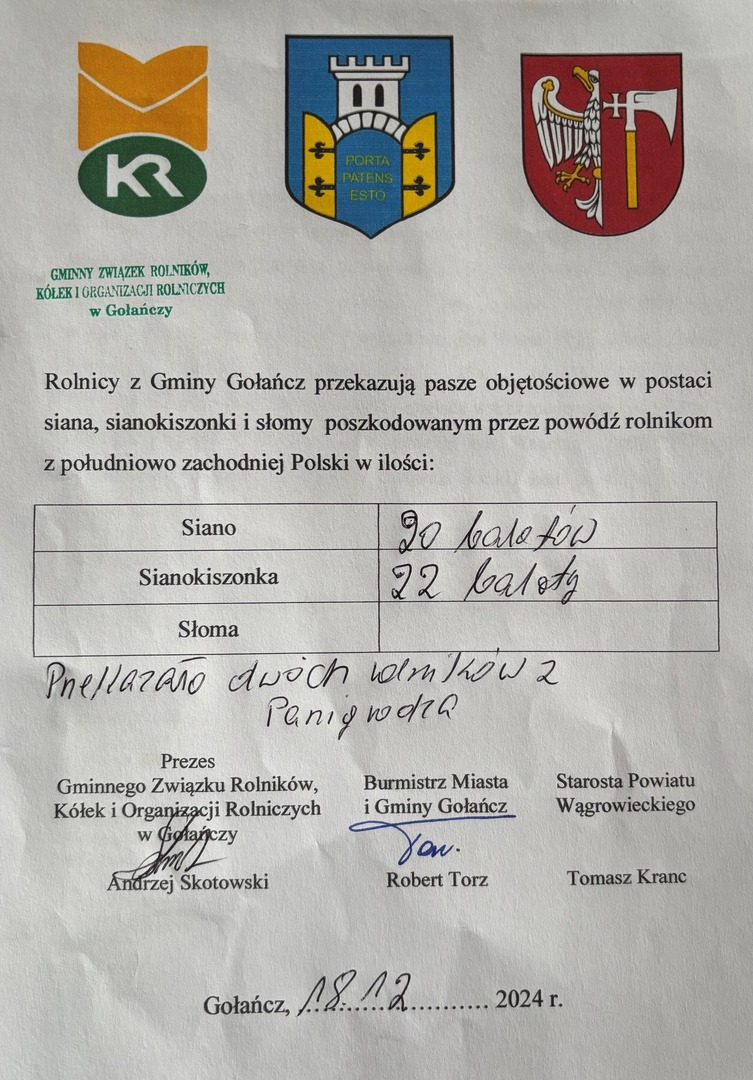 KR
PORTA
PATENS
ESTO
GMINNY ZWIĄZEK ROLNIKÓW,
KÓŁEK I ORGANIZACJI ROLNICZYCH
w Gołańczy
Rolnicy z Gminy Gołańcz przekazują pasze objętościowe w postaci
siana, sianokiszonki i słomy poszkodowanym przez powódź rolnikom
z południowo zachodniej Polski w ilości:
Siano 20 balotów
Sianokiszonka 22 baloty
Słoma
Przekazało dwóch rolników z
Panigrodza
Prezes
Gminnego Związku Rolników,
Kółek i Organizacji Rolniczych
w Gołańczy
Andrzej Skotowski
Burmistrz Miasta
i Gminy Gołańcz
Robert Torz
Starosta Powiatu
Wągrowieckiego
Tomasz Kranc
Gołańcz, 18.12 2024 r.